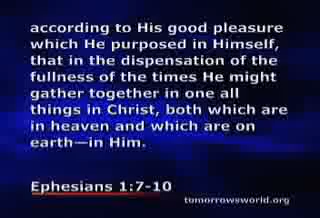 according to His good pleasure
which He purposed in Himself,
that in the dispensation of the
fullness of the times He might
gather together in one all
things in Christ, both which are
in heaven and which are on
earth—in Him.
Ephesians 1:7-10
tumorrowsworld.org